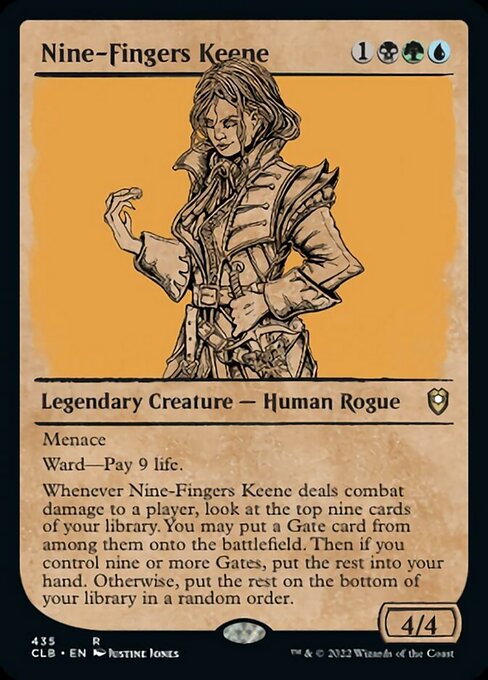 Nine-Fingers Keene 1
Legendary Creature — Human Rogue
Menace
Ward—Pay 9 life.
Whenever Nine-Fingers Keene deals combat
damage to a player, look at the top nine cards
of your library. You may put a Gate card from
among them onto the battlefield. Then if you
control nine or more Gates, put the rest into your
hand. Otherwise, put the rest on the bottom of
your library in a random order.
4/4
435 R
CLB • EN Justine Jones
™ & © 2022 Wizards of the Coast